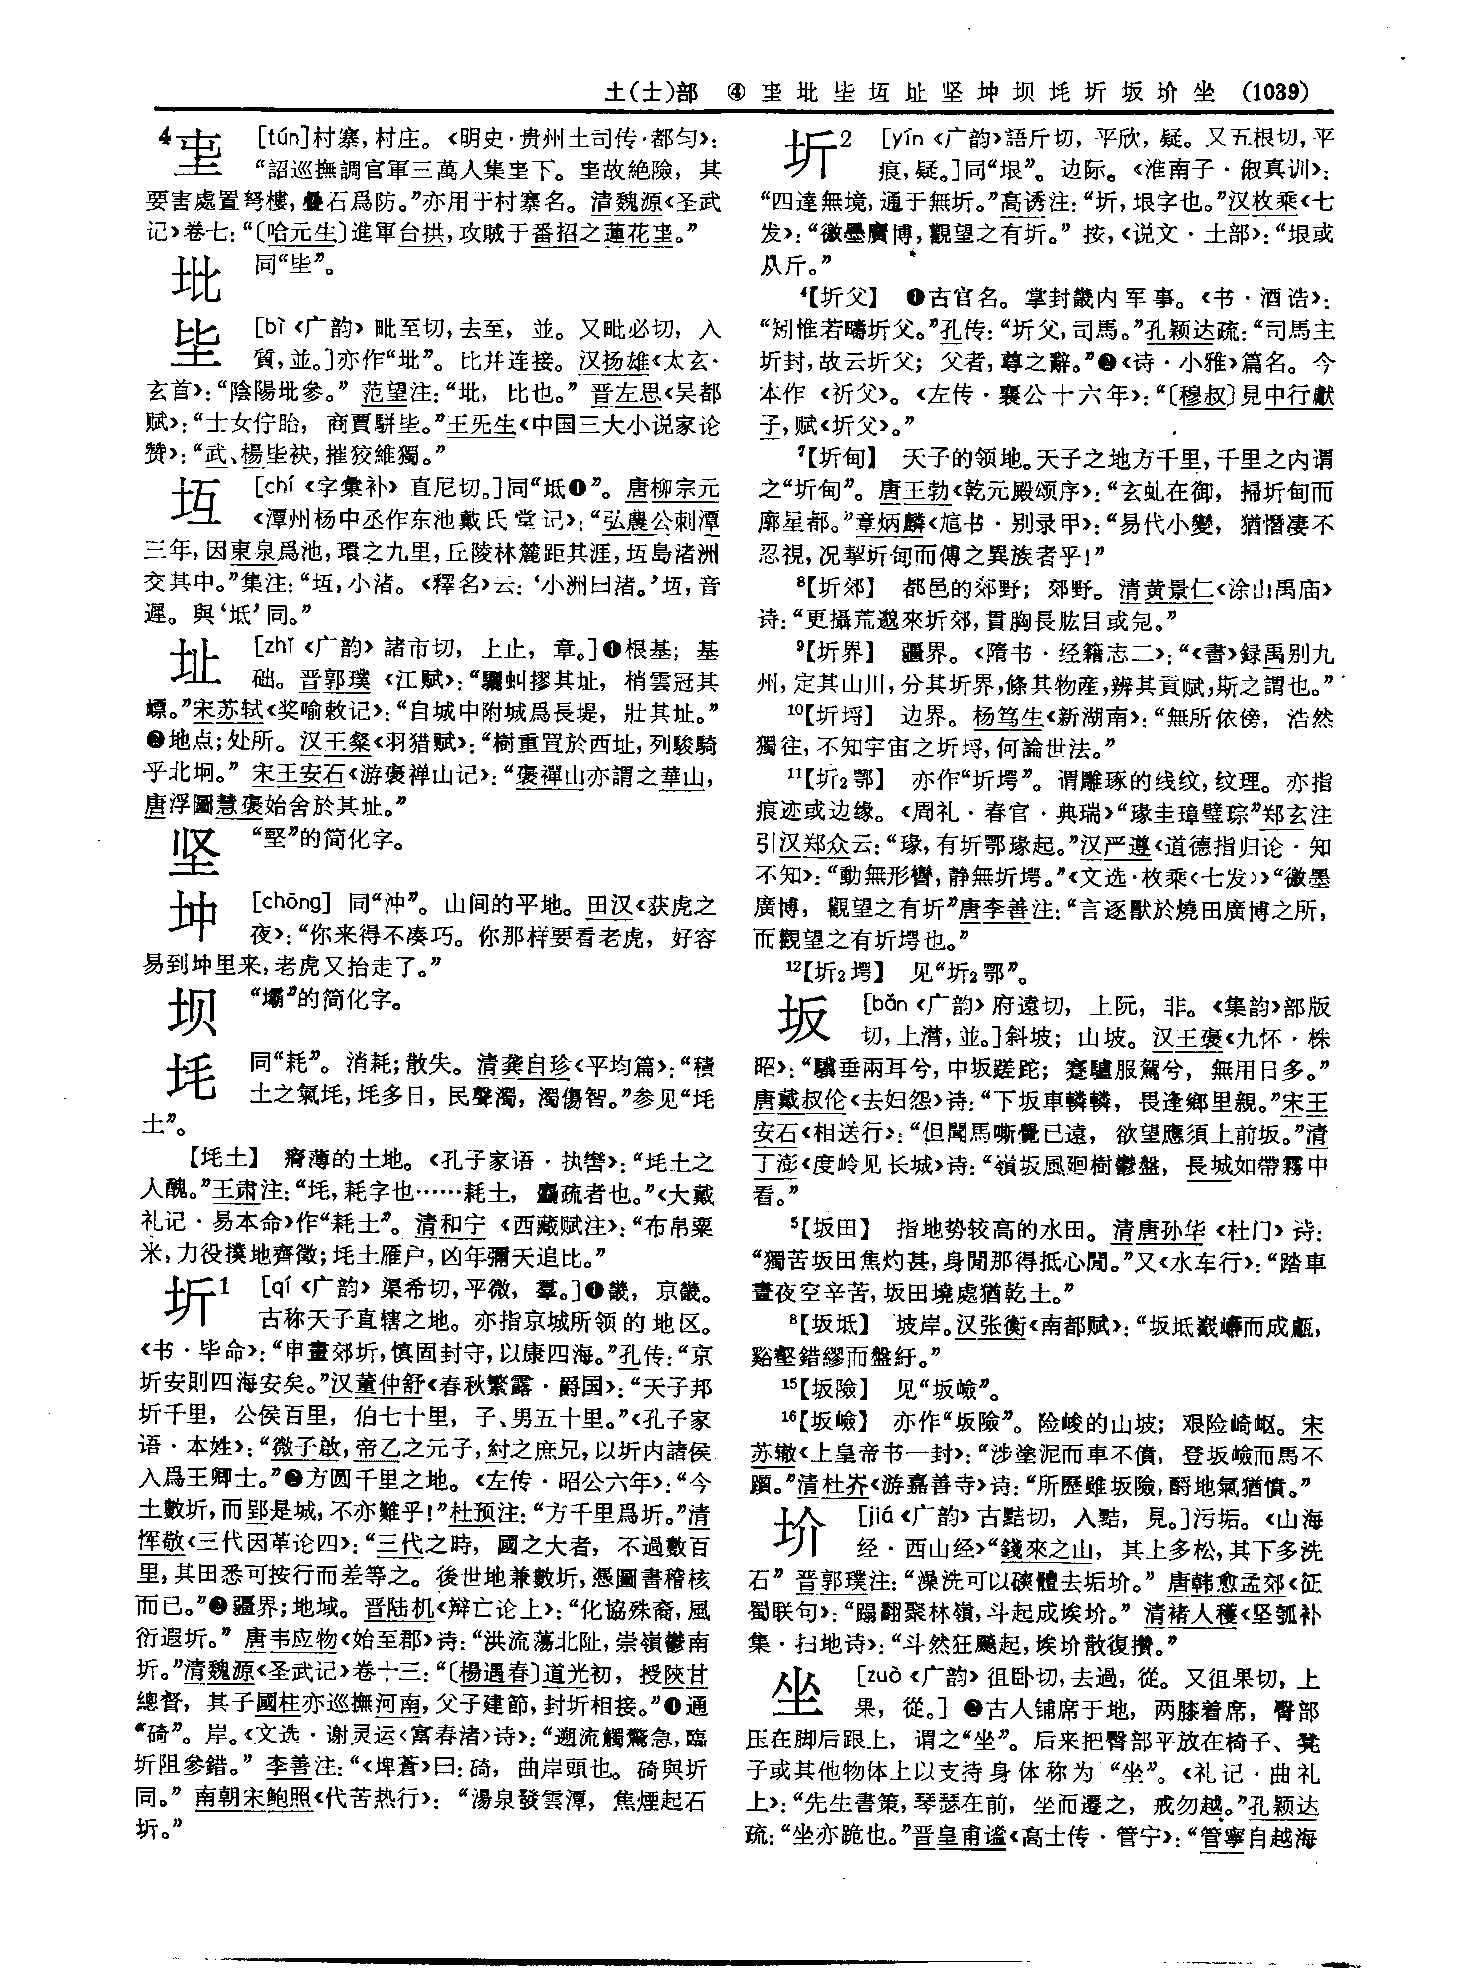 土(士)部 ④ 坉 坒 坘 址 坚 坤 坝 圫 圻 坂 圿 坐 (1039)
[tún]村寨,村庄。《明史·贵州土司传·都匀》:
“詔巡撫調官軍三萬人集下。故絶險,其
要害處置弩樓,疊石爲防。”亦用于村寨名。清魏源《圣武
记》卷七:“〔哈元生〕進軍台拱,攻賊于番招之蓮花。”
同“坒”。
坒 [bì《广韵》毗至切,去至,並。又毗必切,入
質,並。]亦作“”。比并连接。汉扬雄《太玄·
玄首》:“陰陽參。”范望注:“,比也。”晋左思《吴都
赋》:“士女佇眙,商賈駢坒。”王旡生《中国三大小说家论
赞》:“武、楊坒袂,摧狡維獨。”
[chí《字彙补》直尼切。]同“坻❶”。唐柳宗元
《潭州杨中丞作东池戴氏堂记》:“弘農公刺潭
三年,因東泉爲池,環之九里,丘陵林麓距其涯,島渚洲
交其中。”集注:“,小渚。《釋名》云:‘小洲曰渚。’,音
遲。與‘坻’同。”
址 [zhǐ《广韵》諸市切,上止,章。]❶根基;基
础。晋郭璞《江赋》:“驪虯摎其址,梢雲冠其
嶛。”宋苏轼《奖喻敕记》:“自城中附城爲長堤,壯其址。”
❷地点;处所。汉王粲《羽猎赋》:“樹重罝於西址,列駿騎
乎北坰。”宋王安石《游褒禅山记》:“褒禪山亦謂之華山,
唐浮圖慧褒始舍於其址。”
坚 “堅”的简化字。
[chōng]同“沖”。山间的平地。田汉《获虎之
夜》:“你来得不凑巧。你那样要看老虎,好容
易到里来,老虎又抬走了。”
坝 “壩”的简化字。
同“耗”。消耗;散失。清龚自珍《平均篇》:“積
土之氣,多日,民聲濁,濁傷智。”参见“
土”。
【土】 瘠薄的土地。《孔子家语·执辔》:“土之
人醜。”王肃注:“,耗字也……耗土,麤疏者也。”《大戴
礼记·易本命》作“耗土”。清和宁《西藏赋注》:“布帛粟
米,力役撲地齊徵;土雁户,凶年彌天追比。”
圻1 [qí《广韵》渠希切,平微,羣。]❶畿,京畿。
古称天子直辖之地。亦指京城所领的地区。
《书·毕命》:“申畫郊圻,慎固封守,以康四海。”孔传:“京
圻安則四海安矣。”汉董仲舒《春秋繁露·爵国》:“天子邦
圻千里,公侯百里,伯七十里,子、男五十里。”《孔子家
语·本姓》:“微子啟,帝乙之元子,紂之庶兄,以圻内諸侯
入爲王卿士。”❷方圆千里之地。《左传·昭公六年》:“今
土數圻,而郢是城,不亦難乎!”杜预注:“方千里爲圻。”清
恽敬《三代因革论四》:“三代之時,國之大者,不過數百
里,其田悉可按行而差等之。後世地兼數圻,憑圖書稽核
而已。”❸疆界;地域。晋陆机《辩亡论上》:“化協殊裔,風
衍遐圻。”唐韦应物《始至郡》诗:“洪流蕩北阯,崇嶺鬱南
圻。”清魏源《圣武记》卷十三:“〔楊遇春〕道光初,授陝甘
總督,其子國柱亦巡撫河南,父子建節,封圻相接。”❹通
“碕”。岸。《文选·谢灵运〈富春渚〉诗》:“遡流觸驚急,臨
圻阻參錯。”李善注:“《埤蒼》曰:碕,曲岸頭也。碕與圻
同。”南朝宋鲍照《代苦热行》:“湯泉發雲潭,焦煙起石
圻。”
圻2 [yín《广韵》語斤切,平欣,疑。又五根切,平
痕,疑。]同“垠”。边际。《淮南子·俶真训》:
“四達無境,通于無圻。”高诱注:“圻,垠字也。”汉枚乘《七
发》:“徼墨廣博,觀望之有圻。”按,《说文·土部》:“垠或
从斤。”
4【圻父】 ❶古官名。掌封畿内军事。《书·酒诰》:
“矧惟若疇圻父。”孔传:“圻父,司馬。”孔颖达疏:“司馬主
圻封,故云圻父;父者,尊之辭。”❷《诗·小雅》篇名。今
本作《祈父》。《左传·襄公十六年》:“〔穆叔〕見中行獻
子,赋《圻父》。”
7【圻甸】 天子的领地。天子之地方千里,千里之内谓
之“圻甸”。唐王勃《乾元殿颂序》:“玄虬在御,掃圻甸而
廓星都。”章炳麟《訄书·别录甲》:“易代小變,猶憯凄不
忍視,况挈圻甸而傅之異族者乎!”
8【圻郊】 都邑的郊野;郊野。清黄景仁《涂山禹庙》
诗:“更攝荒邈來圻郊,貫胸長肱目或皃。”
9【圻界】 疆界。《隋书·经籍志二》:“《書》録禹别九
州,定其山川,分其圻界,條其物産,辨其貢賦,斯之謂也。”
10【圻埒】 边界。杨笃生《新湖南》:“無所依傍,浩然
獨往,不知宇宙之圻埒,何論世法。”
11【圻2鄂】 亦作“圻堮”。谓雕琢的线纹,纹理。亦指
痕迹或边缘。《周礼·春官·典瑞》“瑑圭璋璧琮”郑玄注
引汉郑众云:“瑑,有圻鄂瑑起。”汉严遵《道德指归论·知
不知》:“動無形臀,静無圻堮。”《文选·枚乘〈七发〉》“徼墨
廣博,觀望之有圻”唐李善注:“言逐獸於燒田廣博之所,
而觀望之有圻堮也。”
12【圻2堮】 见“圻2鄂”。
坂 [bǎn《广韵》府遠切,上阮,非。《集韵》部版
切,上潸,並。]斜坡;山坡。汉王褒《九怀·株
昭》:“驥垂兩耳兮,中坂蹉跎;蹇驢服駕兮,無用日多。”
唐戴叔伦《去妇怨》诗:“下坂車轔轔,畏逢鄉里親。”宋王
安石《相送行》:“但聞馬嘶覺已遠,欲望應須上前坂。”清
丁澎《度岭见长城》诗:“嶺坂風迴樹鬱盤,長城如帶霧中
看。”
5【坂田】 指地势较高的水田。清唐孙华《杜门》诗:
“獨苦坂田焦灼甚,身閒那得抵心閒。”又《水车行》:“踏車
晝夜空辛苦,坂田墝處猶乾土。”
8【坂坻】 坡岸。汉张衡《南都赋》:“坂坻嶻嶭而成甗,
谿壑錯繆而盤紆。”
15【坂險】 见“坂嶮”。
16【坂嶮】 亦作“坂險”。险峻的山坡;艰险崎岖。宋
苏辙《上皇帝书一封》:“涉塗泥而車不僨,登坂嶮而馬不
躓。”清杜岕《游嘉善寺》诗:“所歷雖坂險,酹地氣猶憤。”
圿 [jiá《广韵》古黠切,入黠,見。]污垢。《山海
经·西山经》“錢來之山,其上多松,其下多洗
石”晋郭璞注:“澡洗可以磢體去垢圿。”唐韩愈孟郊《征
蜀联句》:“蹋翻聚林嶺,斗起成埃圿。”清褚人穫《坚瓠补
集·扫地诗》:“斗然狂飈起,埃圿散復攢。”
坐 [zuò《广韵》徂卧切,去過,從。又徂果切,上
果,從。]❶古人铺席于地,两膝着席,臀部
压在脚后跟上,谓之“坐”。后来把臀部平放在椅子、凳
子或其他物体上以支持身体称为“坐”。《礼记·曲礼
上》:“先生書策,琴瑟在前,坐而遷之,戒勿越。”孔颖达
疏:“坐亦跪也。”晋皇甫谧《高士传·管宁》:“管寧自越海